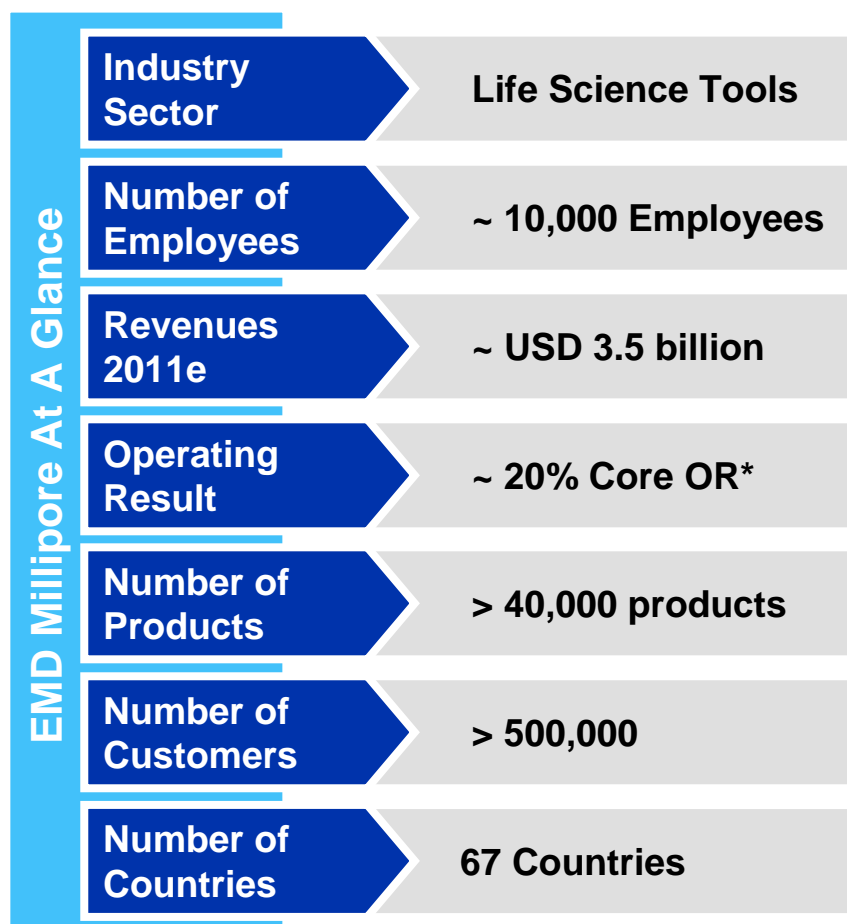 EMD Millipore At A Glance
Industry
Sector
Life Science Tools
Number of
Employees
~ 10,000 Employees
Revenues
2011e
~ USD 3.5 billion
Operating
Result
~ 20% Core OR*
Number of
Products
> 40,000 products
Number of
Customers
> 500,000
Number of
Countries
67 Countries